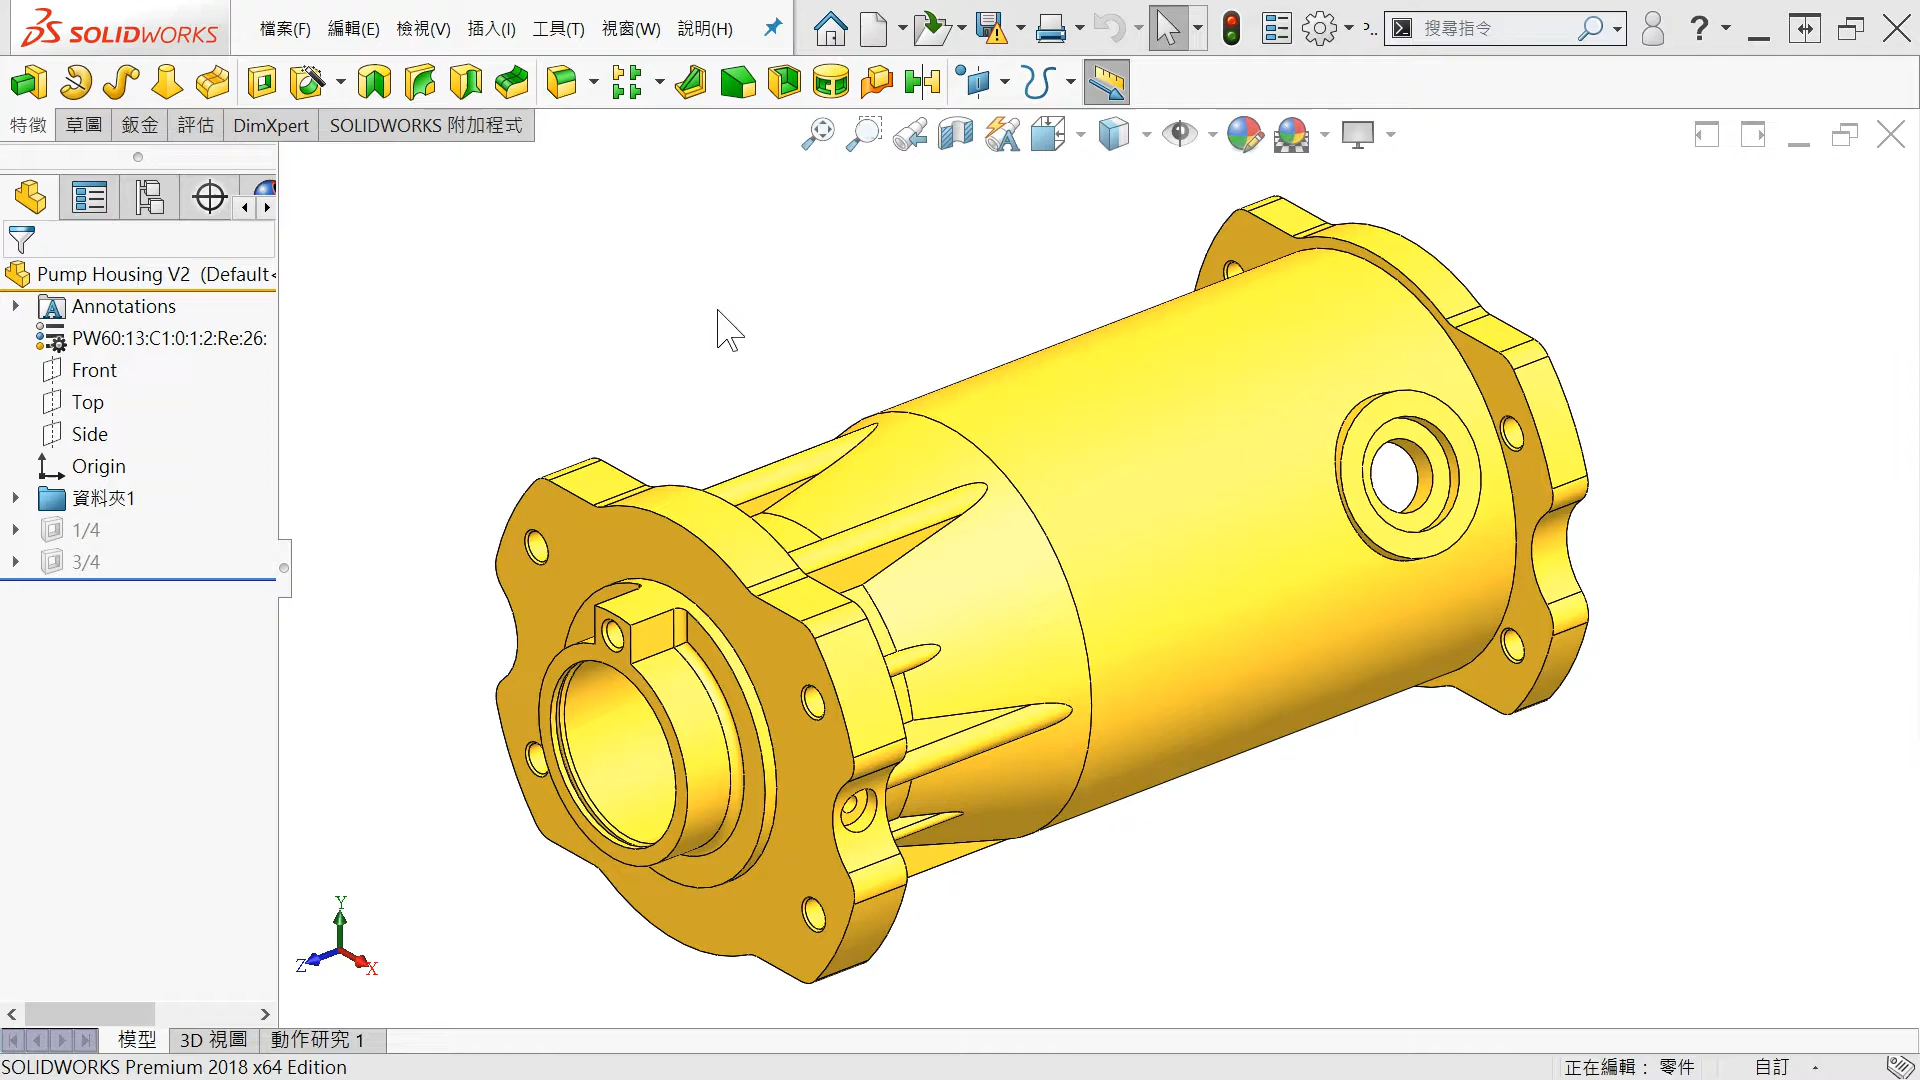 SOLIDWORKS 檔案(F) 編輯(E) 檢視(V) 插入(I) 工具(T) 視窗(W) 說明(H) 搜尋指令 ?
特徵 草圖 鈑金 評估 DimXpert SOLIDWORKS 附加程式
Pump Housing V2 (Default<
Annotations
PW60:13:C1:0:1:2:Re:26:
Front
Top
Side
Origin
資料夾1
1/4
3/4
Y
Z X
模型 3D 視圖 動作研究 1
SOLIDWORKS Premium 2018 x64 Edition 正在編輯： 零件 自訂